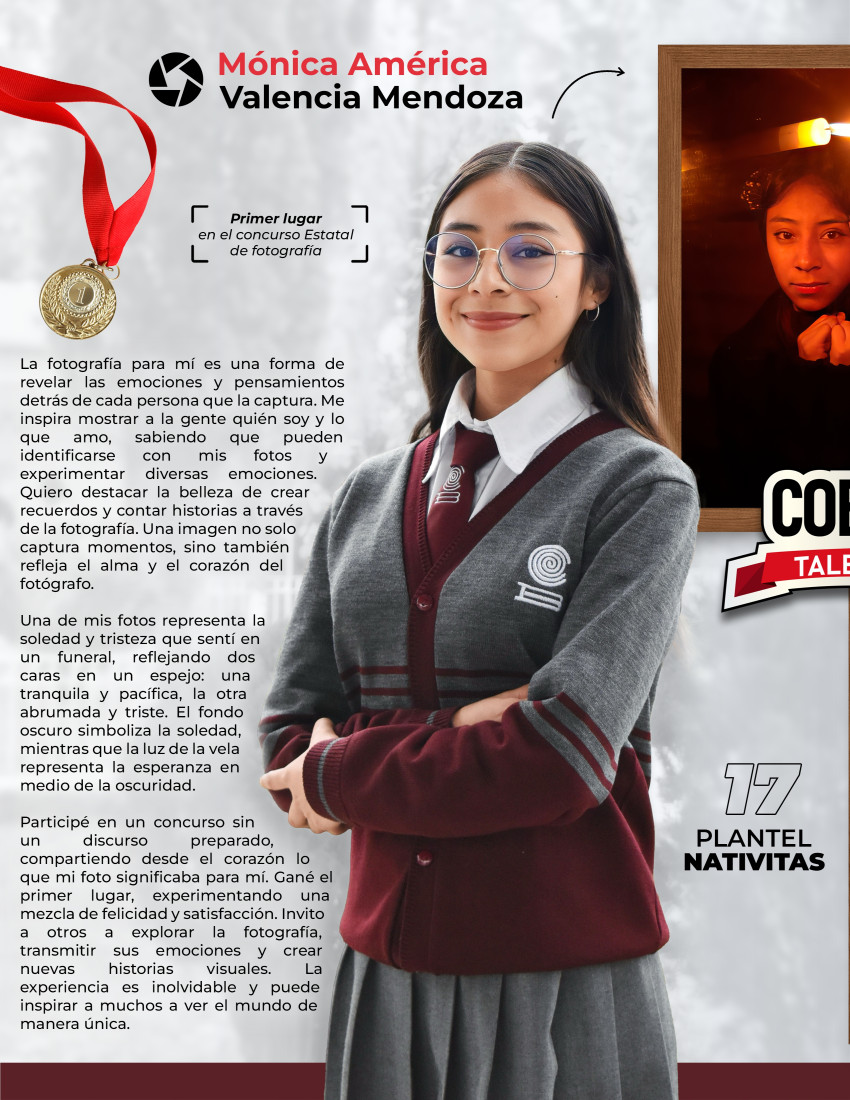 Mónica América
Valencia Mendoza
Primer lugar
en el concurso Estatal
de fotografía
1
La fotografía para mí es una forma de
revelar las emociones y pensamientos
detrás de cada persona que la captura. Me
inspira mostrar a la gente quién soy y lo
que amo, sabiendo que pueden
identificarse con mis fotos y
experimentar diversas emociones.
Quiero destacar la belleza de crear
recuerdos y contar historias a través
de la fotografía. Una imagen no solo
captura momentos, sino también
refleja el alma y el corazón del
fotógrafo.
Una de mis fotos representa la
soledad y tristeza que sentí en
un funeral, reflejando dos
caras en un espejo: una
tranquila y pacífica, la otra
abrumada y triste. El fondo
oscuro simboliza la soledad,
mientras que la luz de la vela
representa la esperanza en
medio de la oscuridad.
Participé en un concurso sin
un discurso preparado,
compartiendo desde el corazón lo
que mi foto significaba para mí. Gané el
primer lugar, experimentando una
mezcla de felicidad y satisfacción. Invito
a otros a explorar la fotografía,
transmitir sus emociones y crear
nuevas historias visuales. La
experiencia es inolvidable y puede
inspirar a muchos a ver el mundo de
manera única.
COB
TALE
17
PLANTEL
NATIVITAS